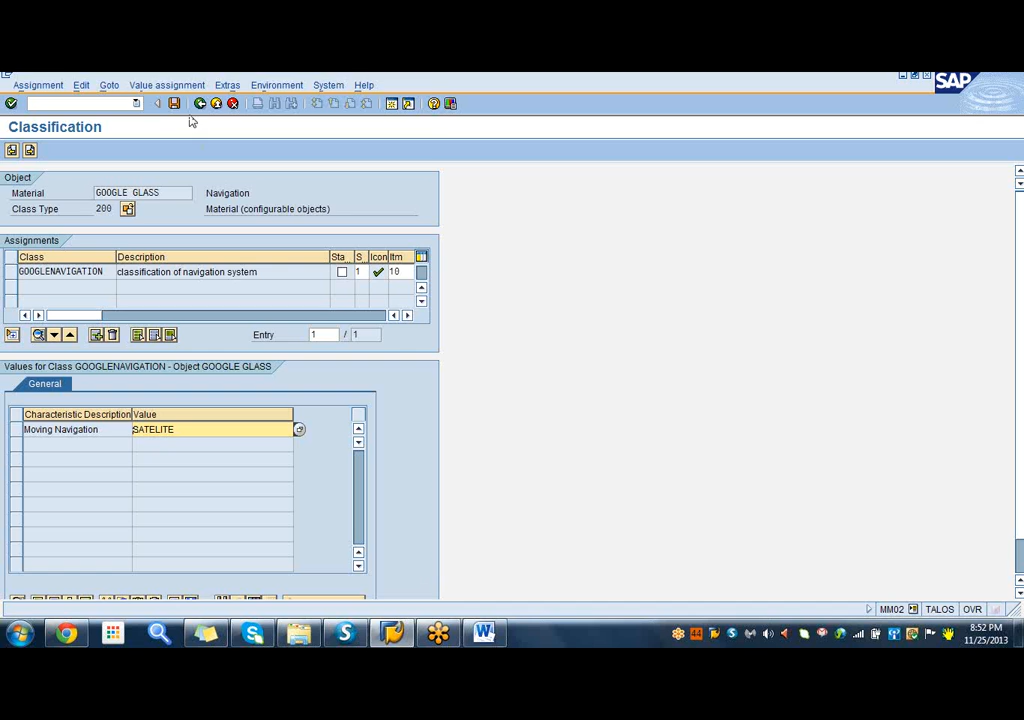 Assignment Edit Goto Value assignment Extras Environment System Help
SAP
Classification
Object
Material GOOGLE GLASS Navigation
Class Type 200 Material (configurable objects)
Assignments
Class Description Sta... S... Icon Itm
GOOGLENAVIGATION classification of navigation system 1 10
Entry 1 / 1
Values for Class GOOGLENAVIGATION - Object GOOGLE GLASS
General
Characteristic Description Value
Moving Navigation SATELITE
MM02 TALOS OVR
44
8:52 PM
11/25/2013